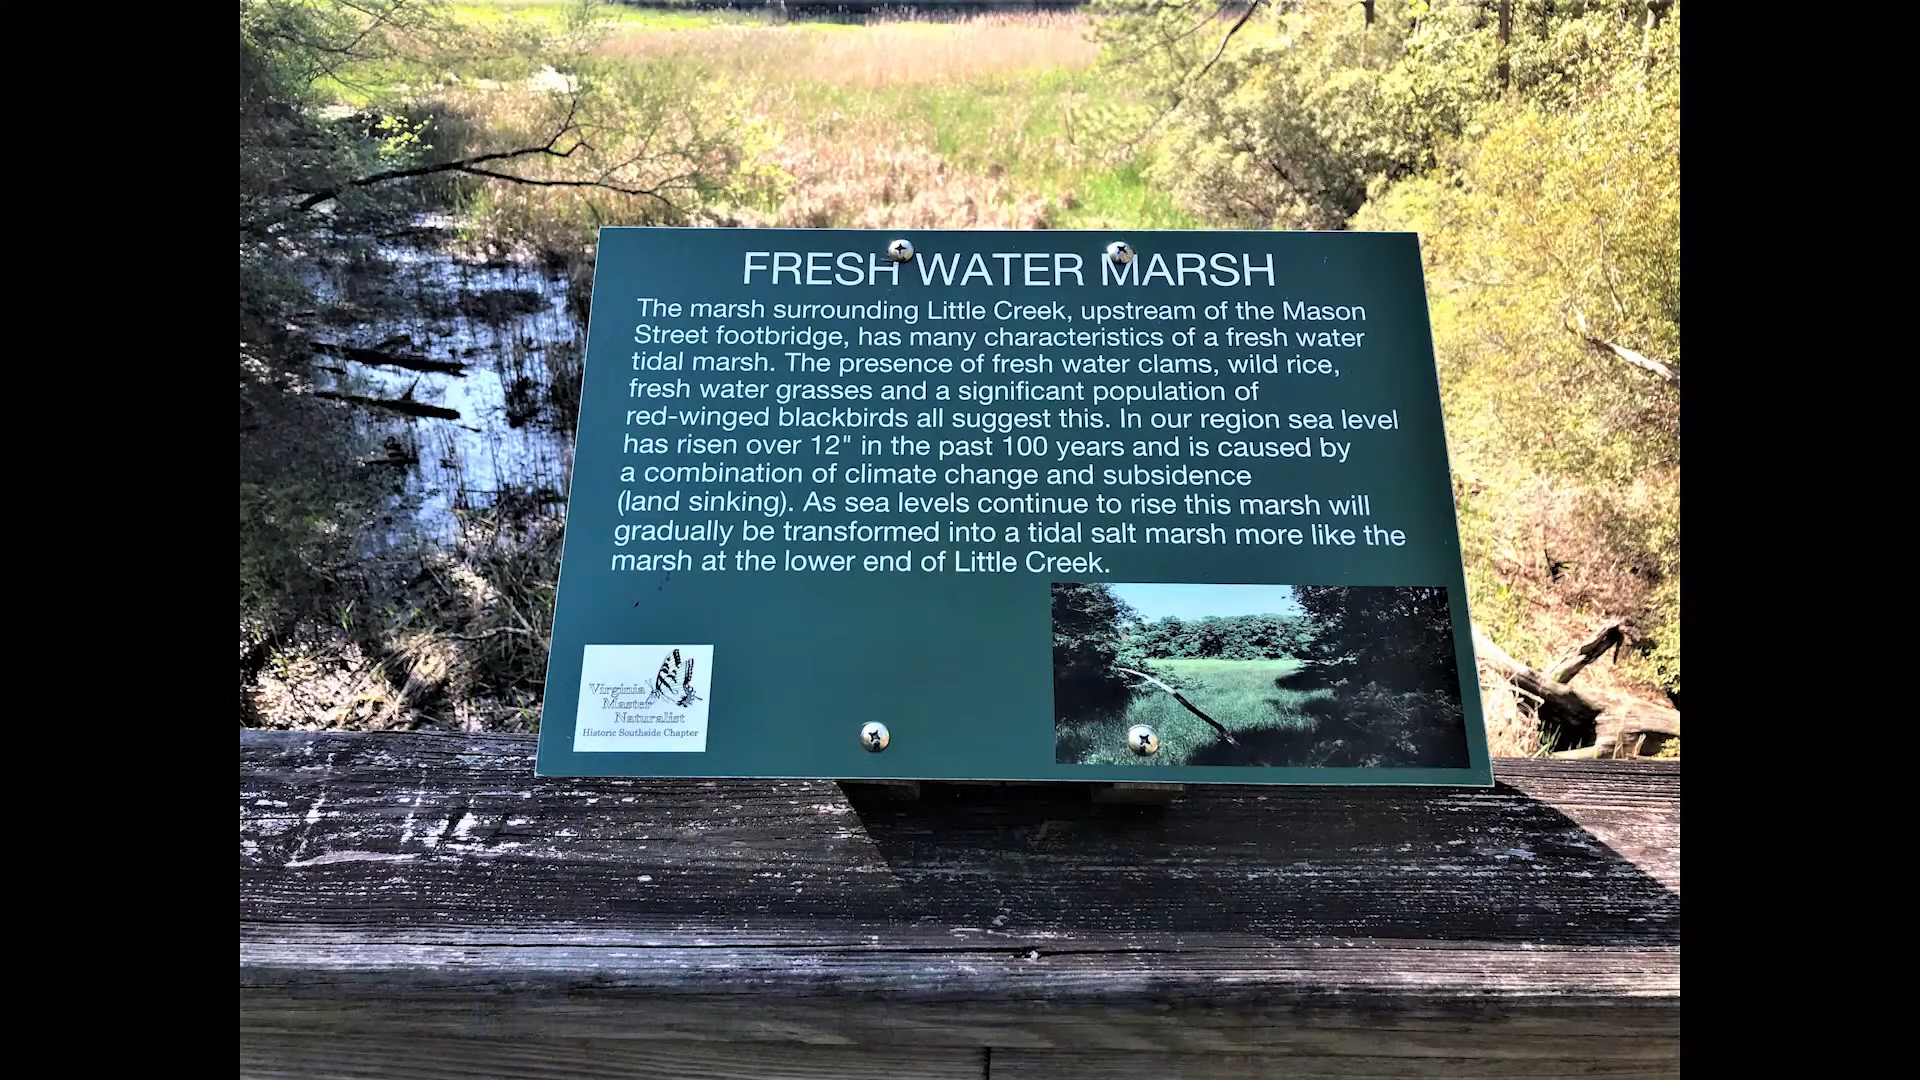 FRESH WATER MARSH
The marsh surrounding Little Creek, upstream of the Mason
Street footbridge, has many characteristics of a fresh water
tidal marsh. The presence of fresh water clams, wild rice,
fresh water grasses and a significant population of
red-winged blackbirds all suggest this. In our region sea level
has risen over 12" in the past 100 years and is caused by
a combination of climate change and subsidence
(land sinking). As sea levels continue to rise this marsh will
gradually be transformed into a tidal salt marsh more like the
marsh at the lower end of Little Creek.
Virginia
Master
Naturalist
Historic Southside Chapter